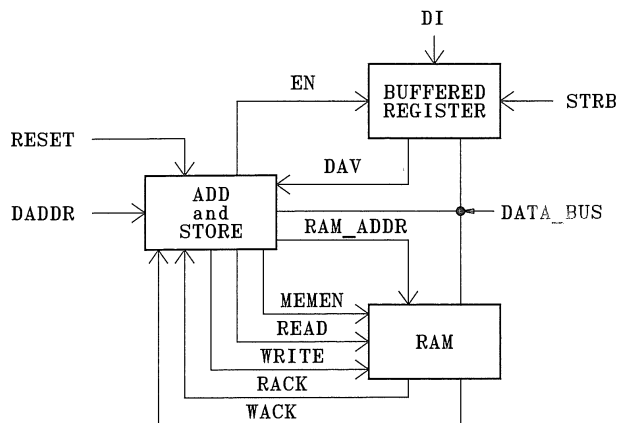 DI
EN
BUFFERED
REGISTER
STRB
RESET
DAV
ADD
and
STORE
DADDR
DATA_BUS
RAM_ADDR
MEMEN
READ
RAM
WRITE
RACK
WACK